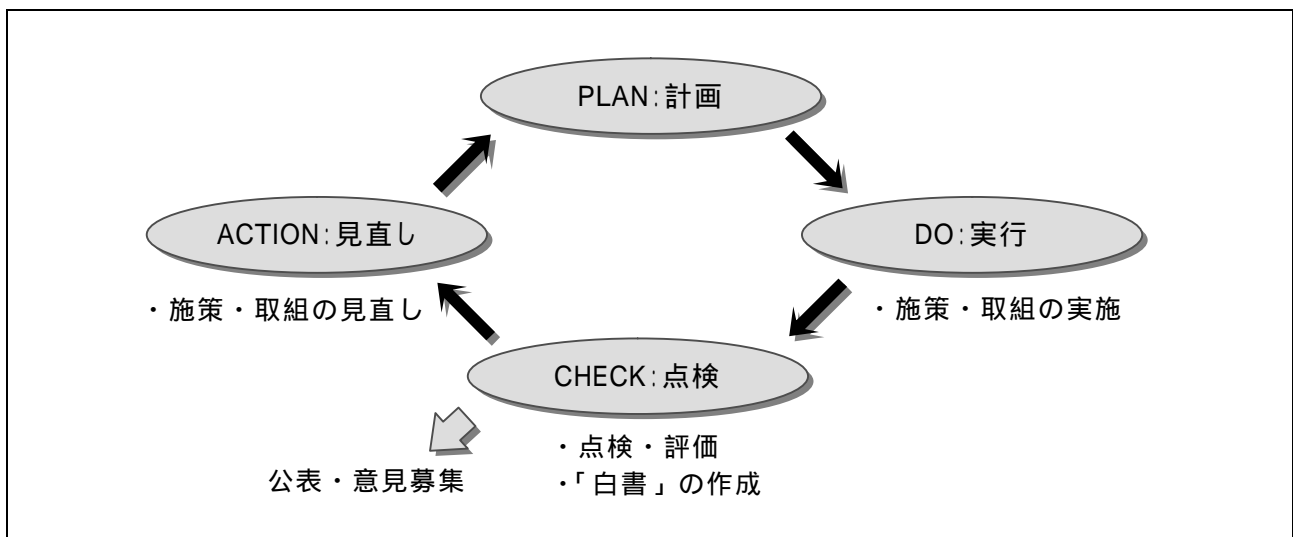 PLAN:計画
ACTION:見直し
DO:実行
・施策・取組の見直し
・施策・取組の実施
CHECK:点検
・点検・評価
・「白書」の作成
公表・意見募集